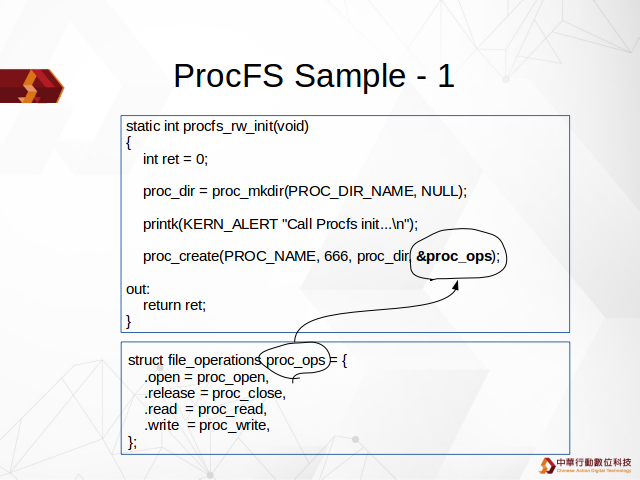 ProcFS Sample - 1
static int procfs_rw_init(void)
{
int ret = 0;
proc_dir = proc_mkdir(PROC_DIR_NAME, NULL);
printk(KERN_ALERT "Call Procfs init...\n");
proc_create(PROC_NAME, 666, proc_dir, &proc_ops);
out:
return ret;
}
struct file_operations proc_ops = {
.open = proc_open,
.release = proc_close,
.read = proc_read,
.write = proc_write,
};
中華行動數位科技
Chinese Action Digital Technology